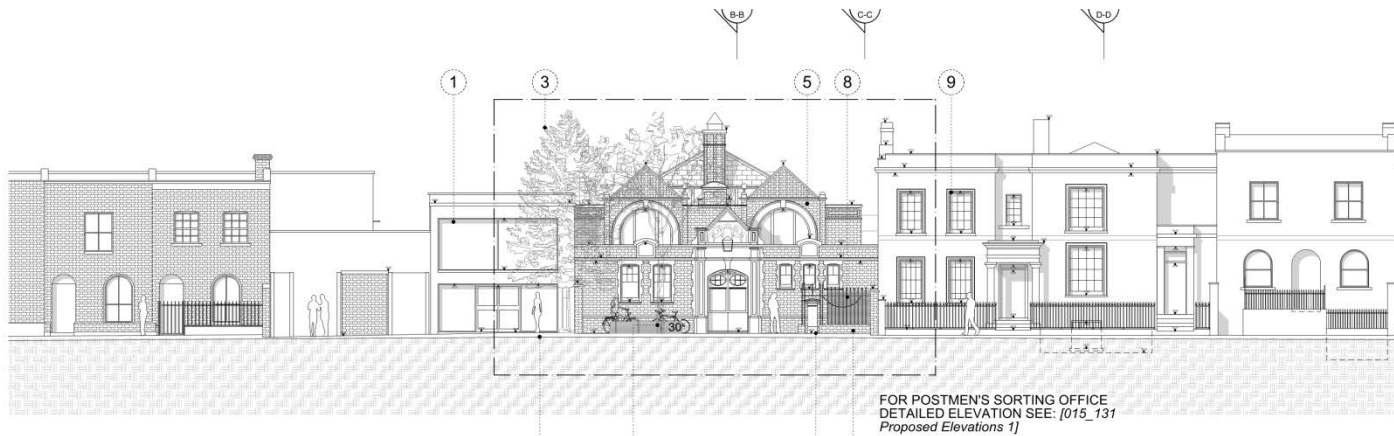 B-B
C-C
D-D
1
3
5
8
9
30°
FOR POSTMEN'S SORTING OFFICE
DETAILED ELEVATION SEE: [015_131
Proposed Elevations 1]